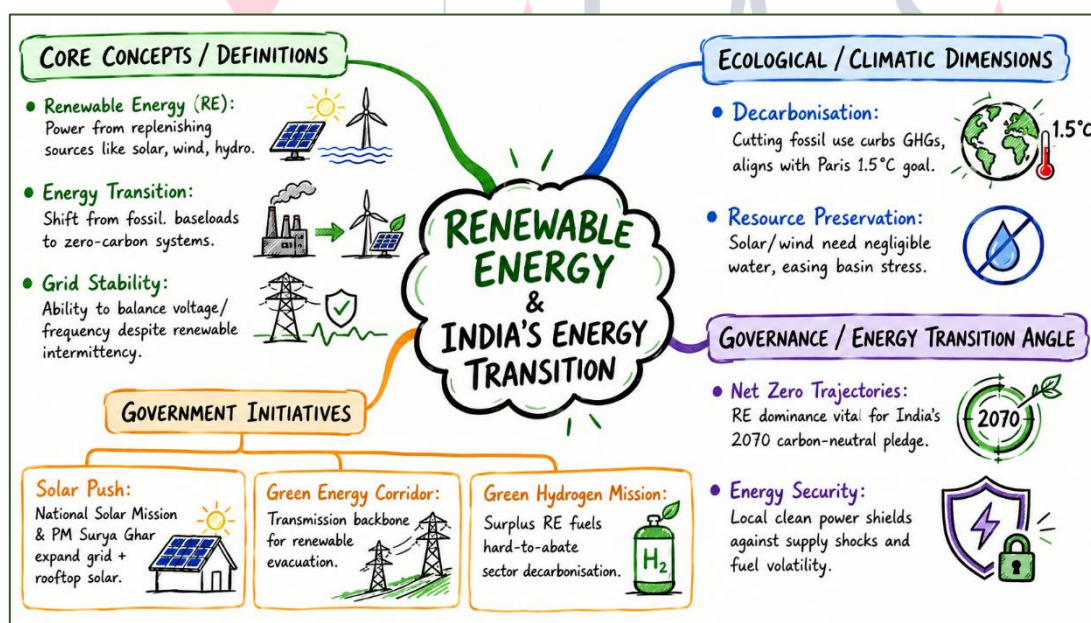 CORE CONCEPTS / DEFINITIONS
• Renewable Energy (RE):
Power from replenishing
sources like solar, wind, hydro.
• Energy Transition:
Shift from fossil. baseloads
to zero-carbon systems.
• Grid Stability:
Ability to balance voltage/
frequency despite renewable
intermittency.
RENEWABLE
ENERGY
&
INDIA'S ENERGY
TRANSITION
ECOLOGICAL / CLIMATIC DIMENSIONS
• Decarbonisation:
Cutting fossil use curbs GHGs,
aligns with Paris 1.5°C goal.
1.5°C
• Resource Preservation:
Solar/wind need negligible
water, easing basin stress.
GOVERNANCE / ENERGY TRANSITION ANGLE
• Net Zero Trajectories:
RE dominance vital for India's
2070 carbon-neutral pledge.
2070
• Energy Security:
Local clean power shields
against supply shocks and
fuel volatility.
GOVERNMENT INITIATIVES
Solar Push:
National Solar Mission
& PM Surya Ghar
expand grid +
rooftop solar.
Green Energy Corridor:
Transmission backbone
for renewable
evacuation.
Green Hydrogen Mission:
Surplus RE fuels
hard-to-abate
sector decarbonisation.
H₂